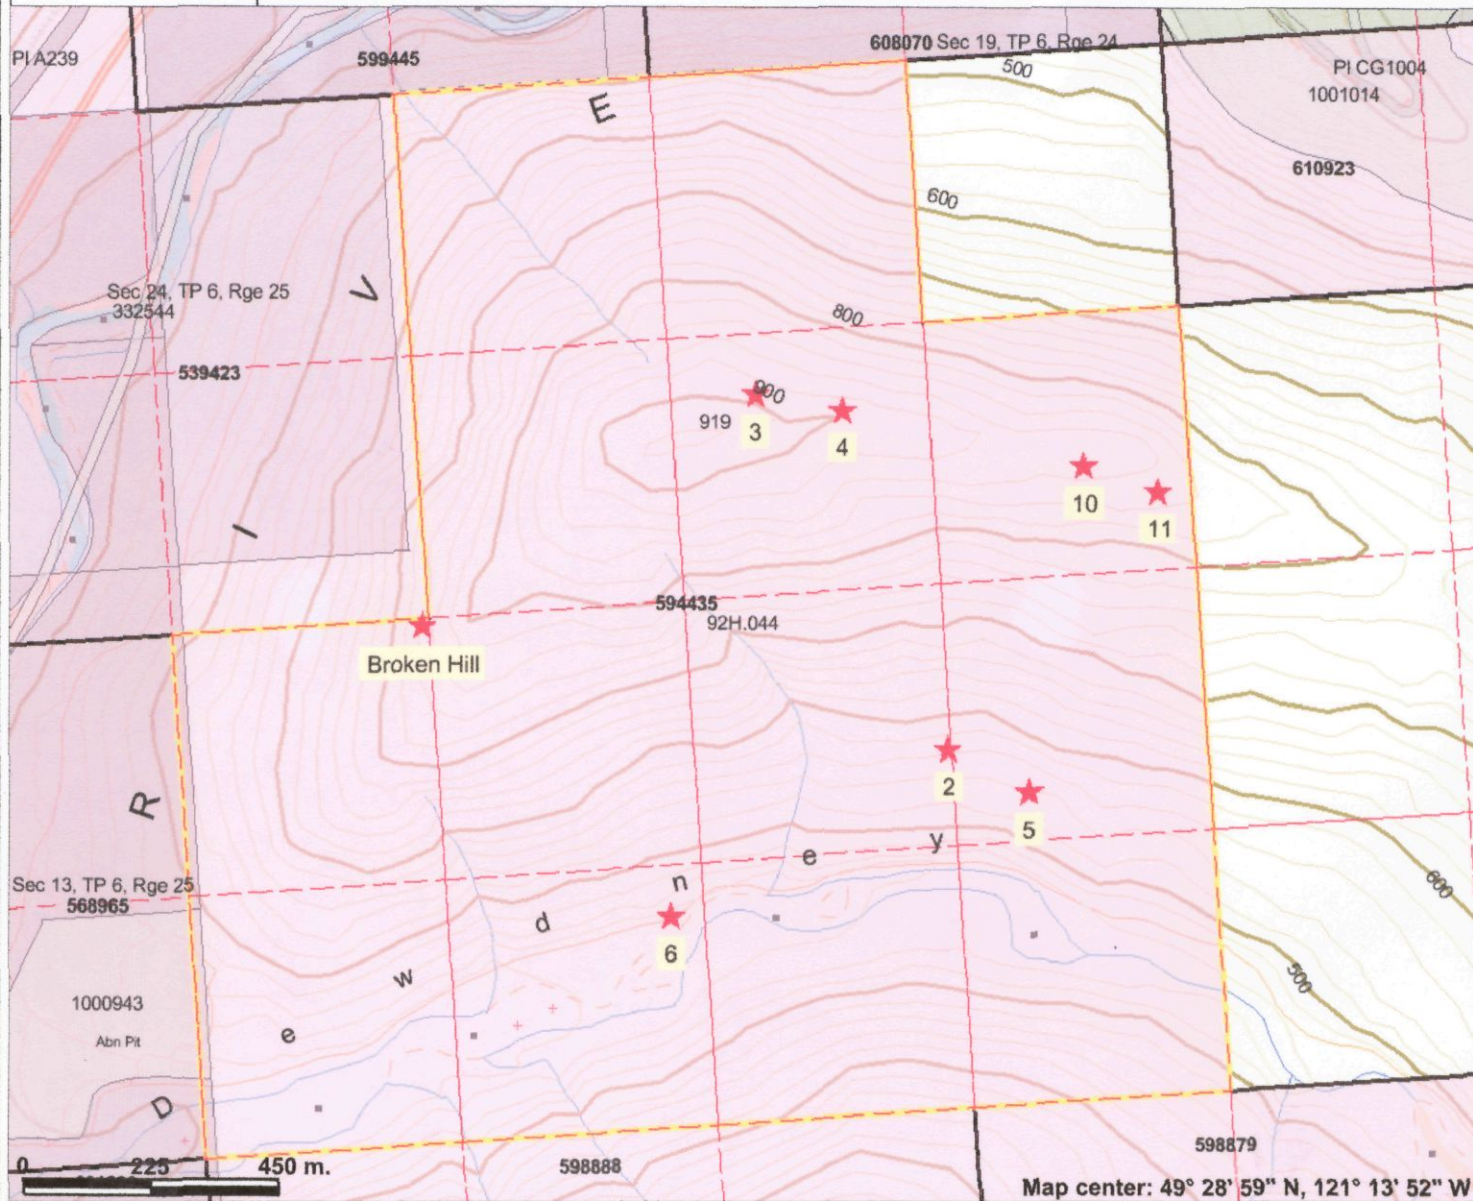 599445
608070 Sec 19, TP 6, Rge 24
PI A239
500
PI CG1004
1001014
E
610923
600
V
Sec 24, TP 6, Rge 25
332544
800
539423
900
919
3
4
10
11
I
594435
92H.044
Broken Hill
2
R
5
y
e
n
Sec 13, TP 6, Rge 25
568965
600
d
6
w
500
1000943
e
Abn Pit
D
598879
0 225 450 m.
598888
Map center: 49° 28' 59" N, 121° 13' 52" W